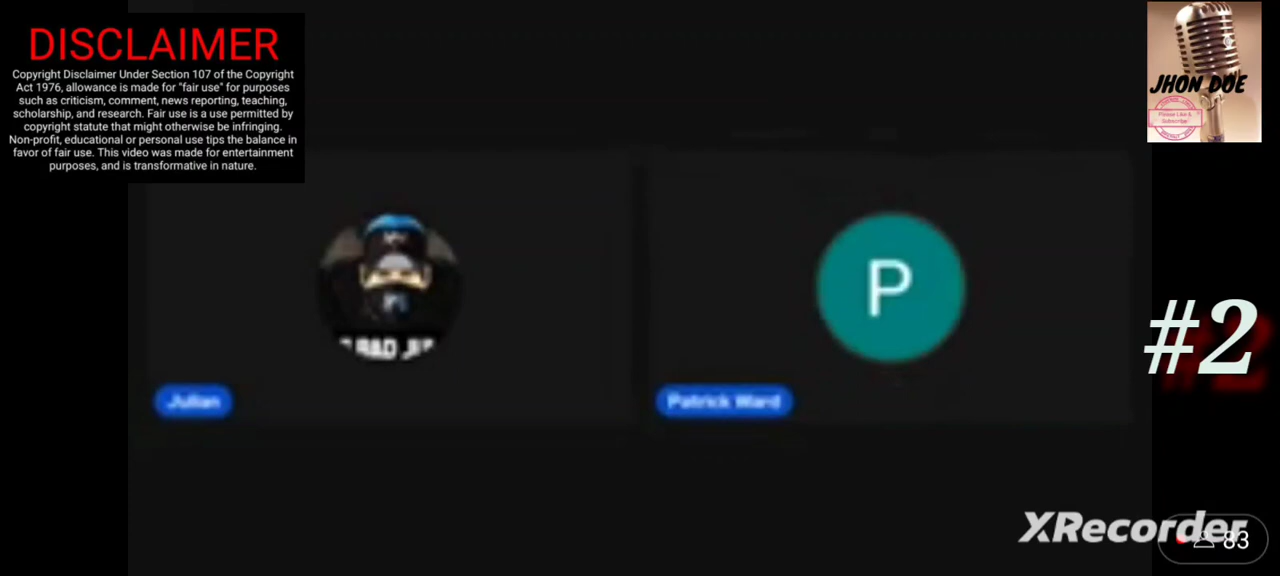 DISCLAIMER
Copyright Disclaimer Under Section 107 of the Copyright
Act 1976, allowance is made for "fair use" for purposes
such as criticism, comment, news reporting, teaching,
scholarship, and research. Fair use is a use permitted by
copyright statute that might otherwise be infringing.
Non-profit, educational or personal use tips the balance in
favor of fair use. This video was made for entertainment
purposes, and is transformative in nature.
JHON DOE
Please Like &
Subscribe
P
#2
Julian
Patrick Ward
XRecorder
83